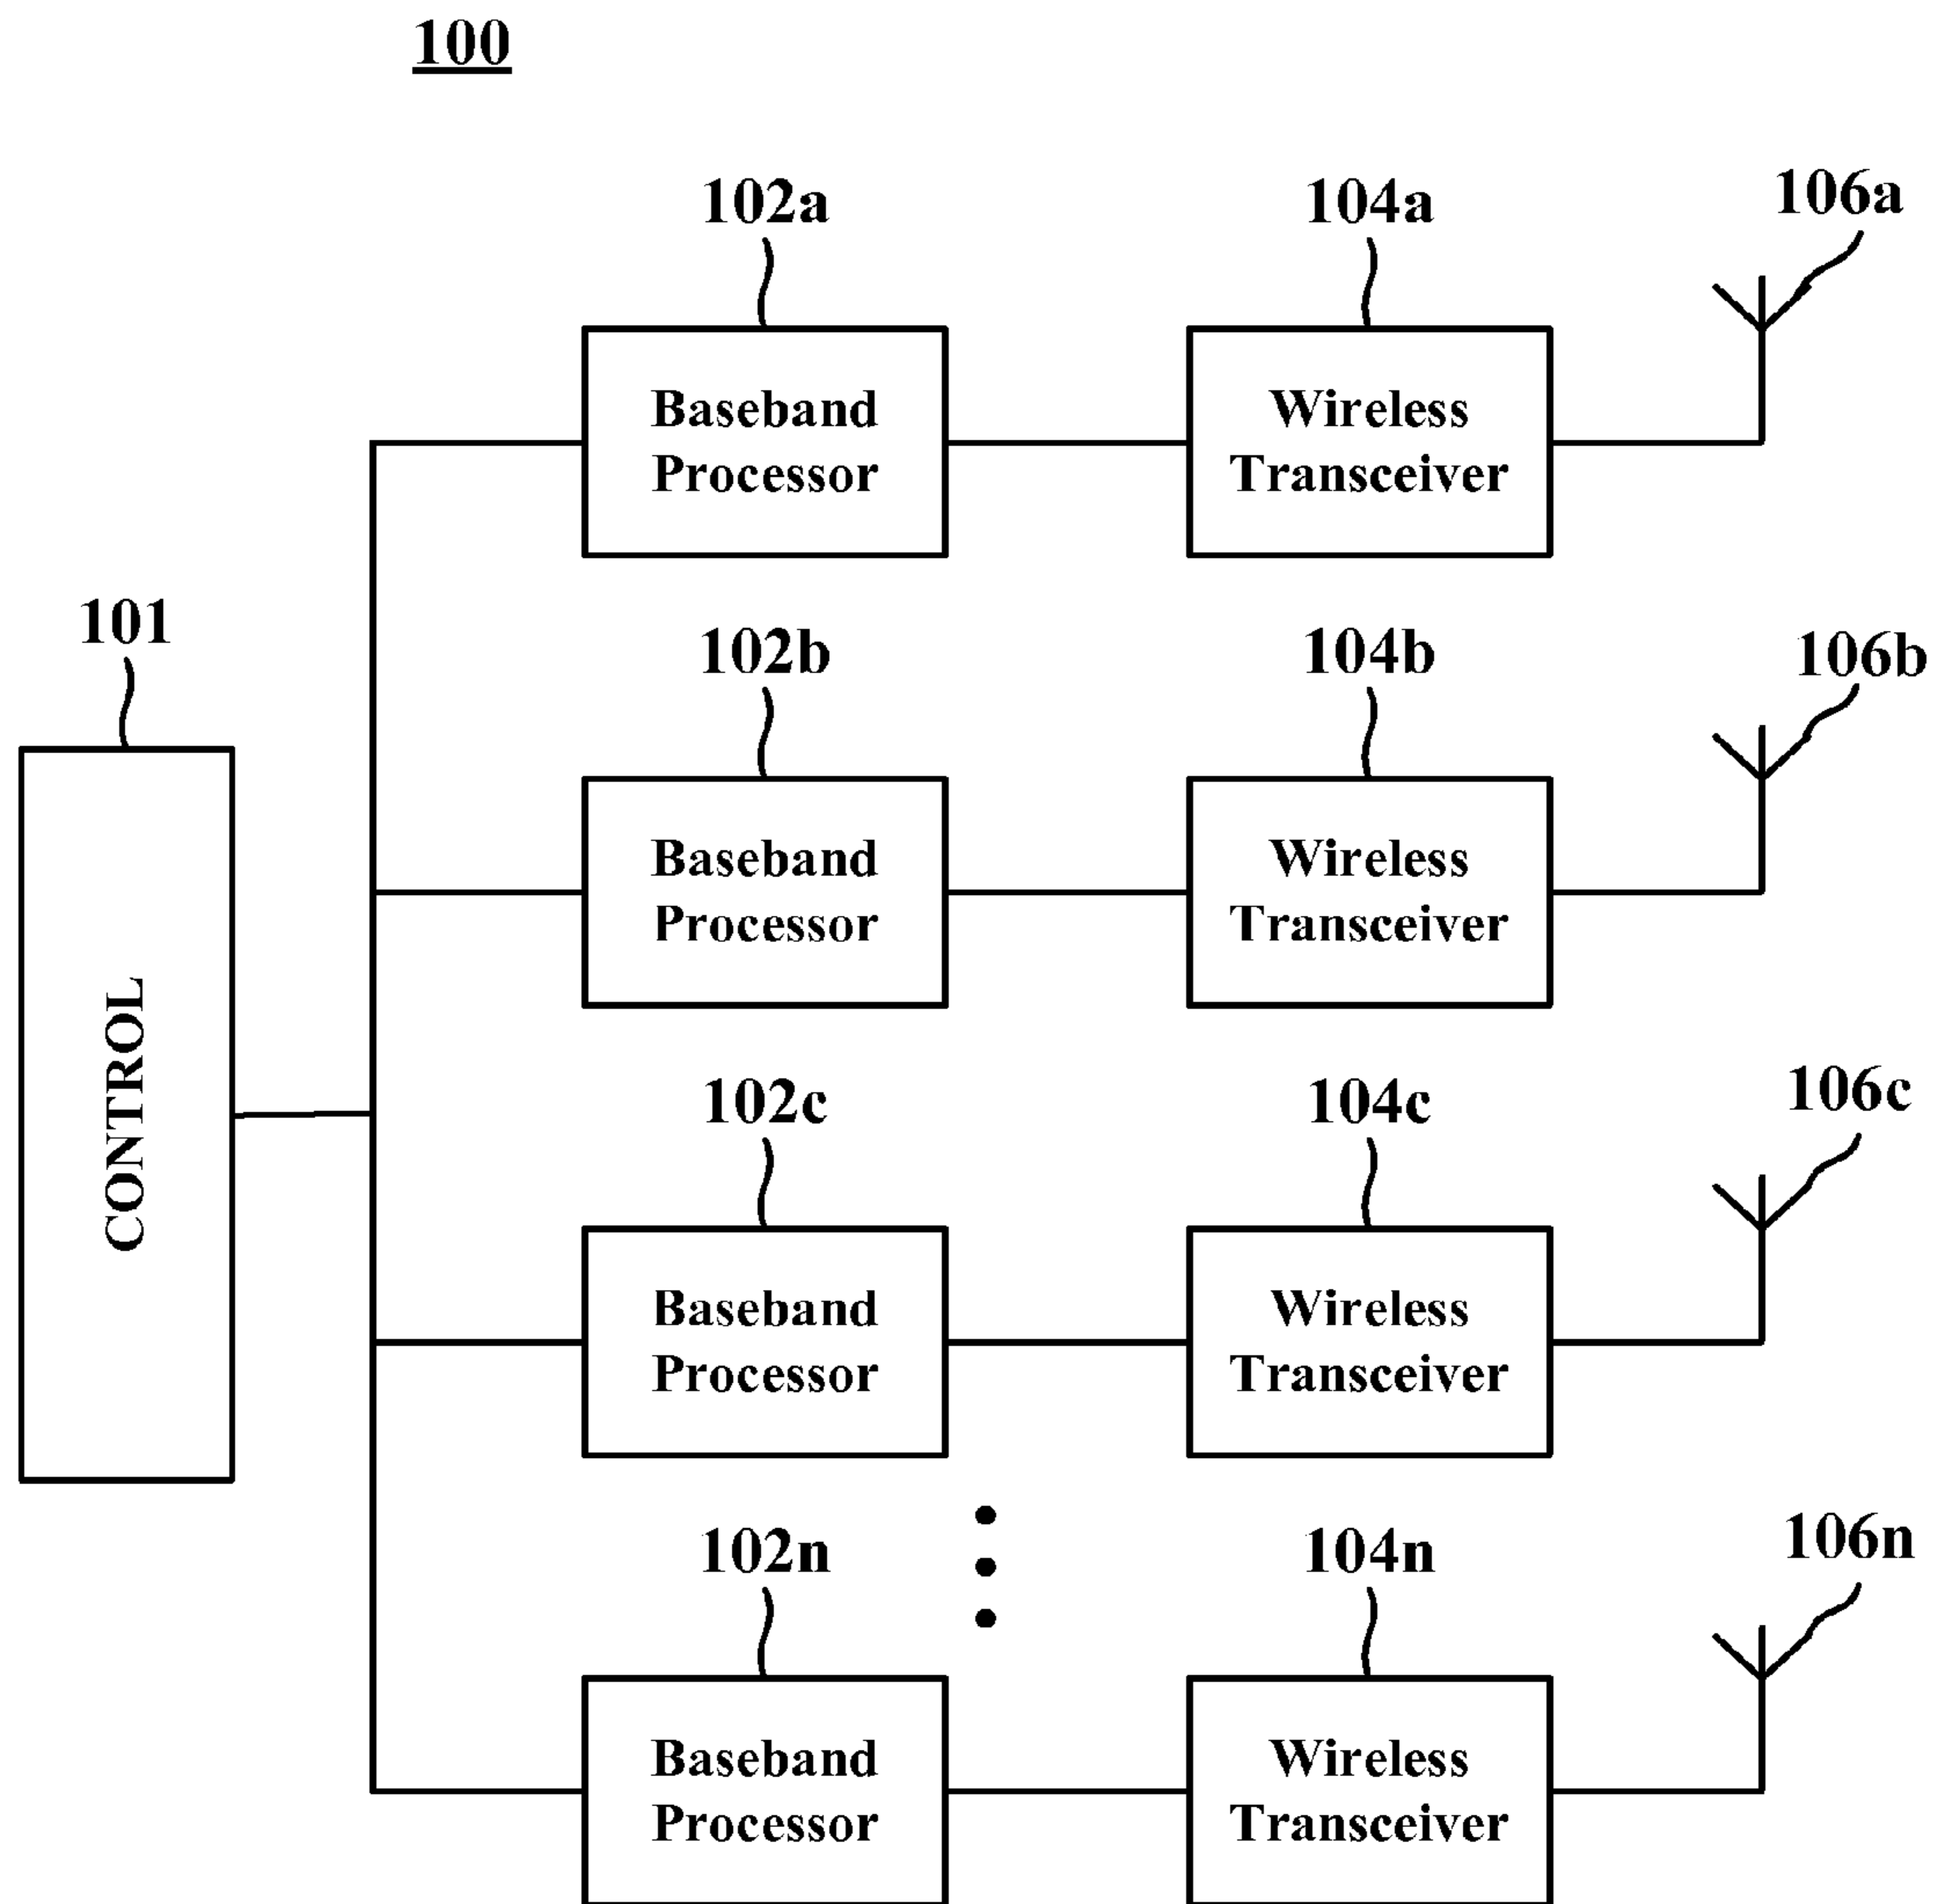 100
102a
104a
106a
Baseband
Processor
Wireless
Transceiver
101
102b
104b
106b
CONTROL
Baseband
Processor
Wireless
Transceiver
102c
104c
106c
Baseband
Processor
Wireless
Transceiver
102n
104n
106n
Baseband
Processor
Wireless
Transceiver